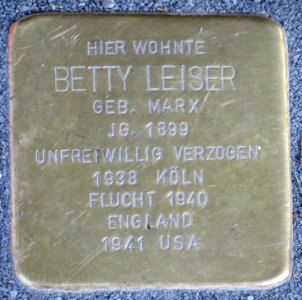 HIER WOHNTE
BETTY LEISER
GEB. MARX
JG. 1899
UNFREIWILLIG VERZOGEN
1938 KÖLN
FLUCHT 1940
ENGLAND
1941 USA